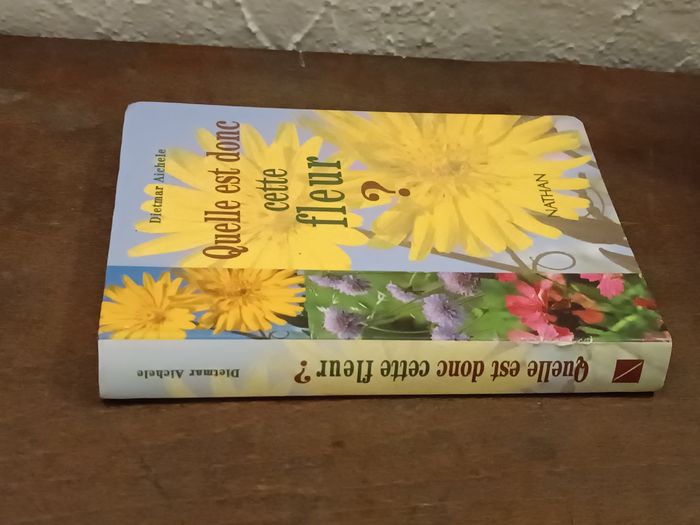 Dietmar Aichele
Quelle est donc
cette
fleur
?
NATHAN
Quelle est donc cette fleur ?
Dietmar Aichele